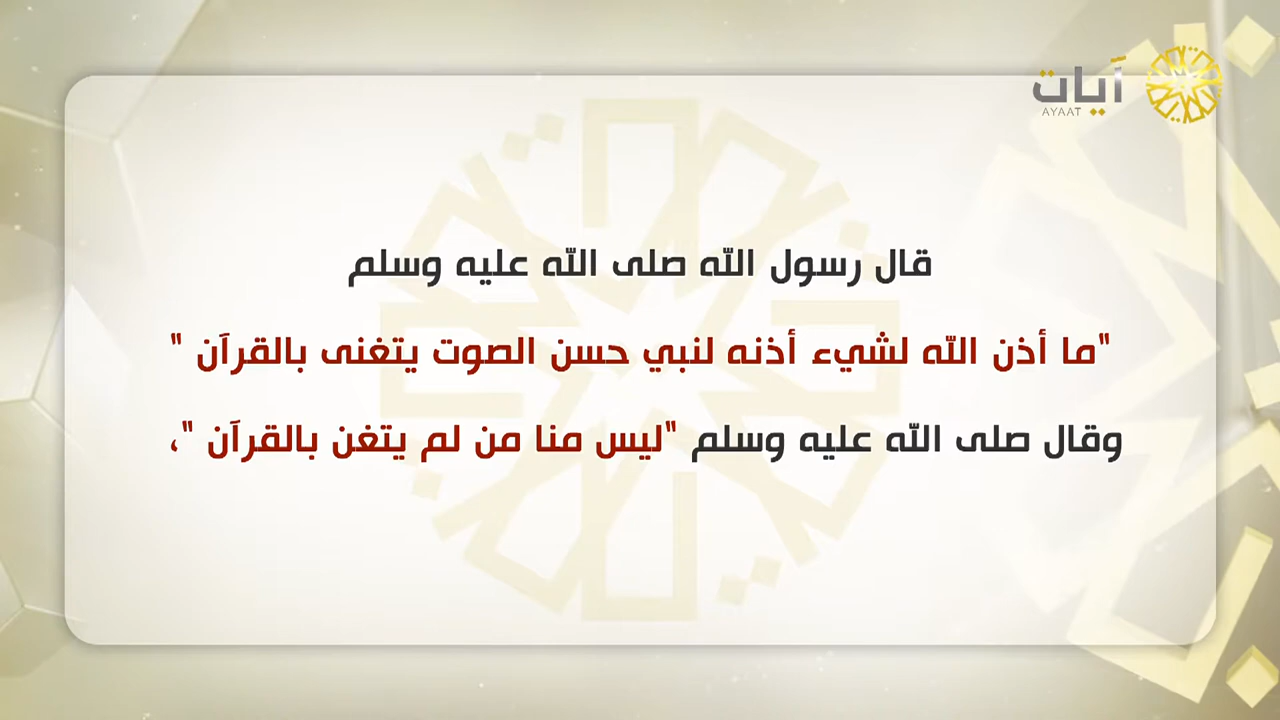 آيات
AYAAT
قال رسول الله صلى الله عليه وسلم
"ما أذن الله لشيء أذنه لنبي حسن الصوت يتغنى بالقرآن "
وقال صلى الله عليه وسلم "ليس منا من لم يتغن بالقرآن "،